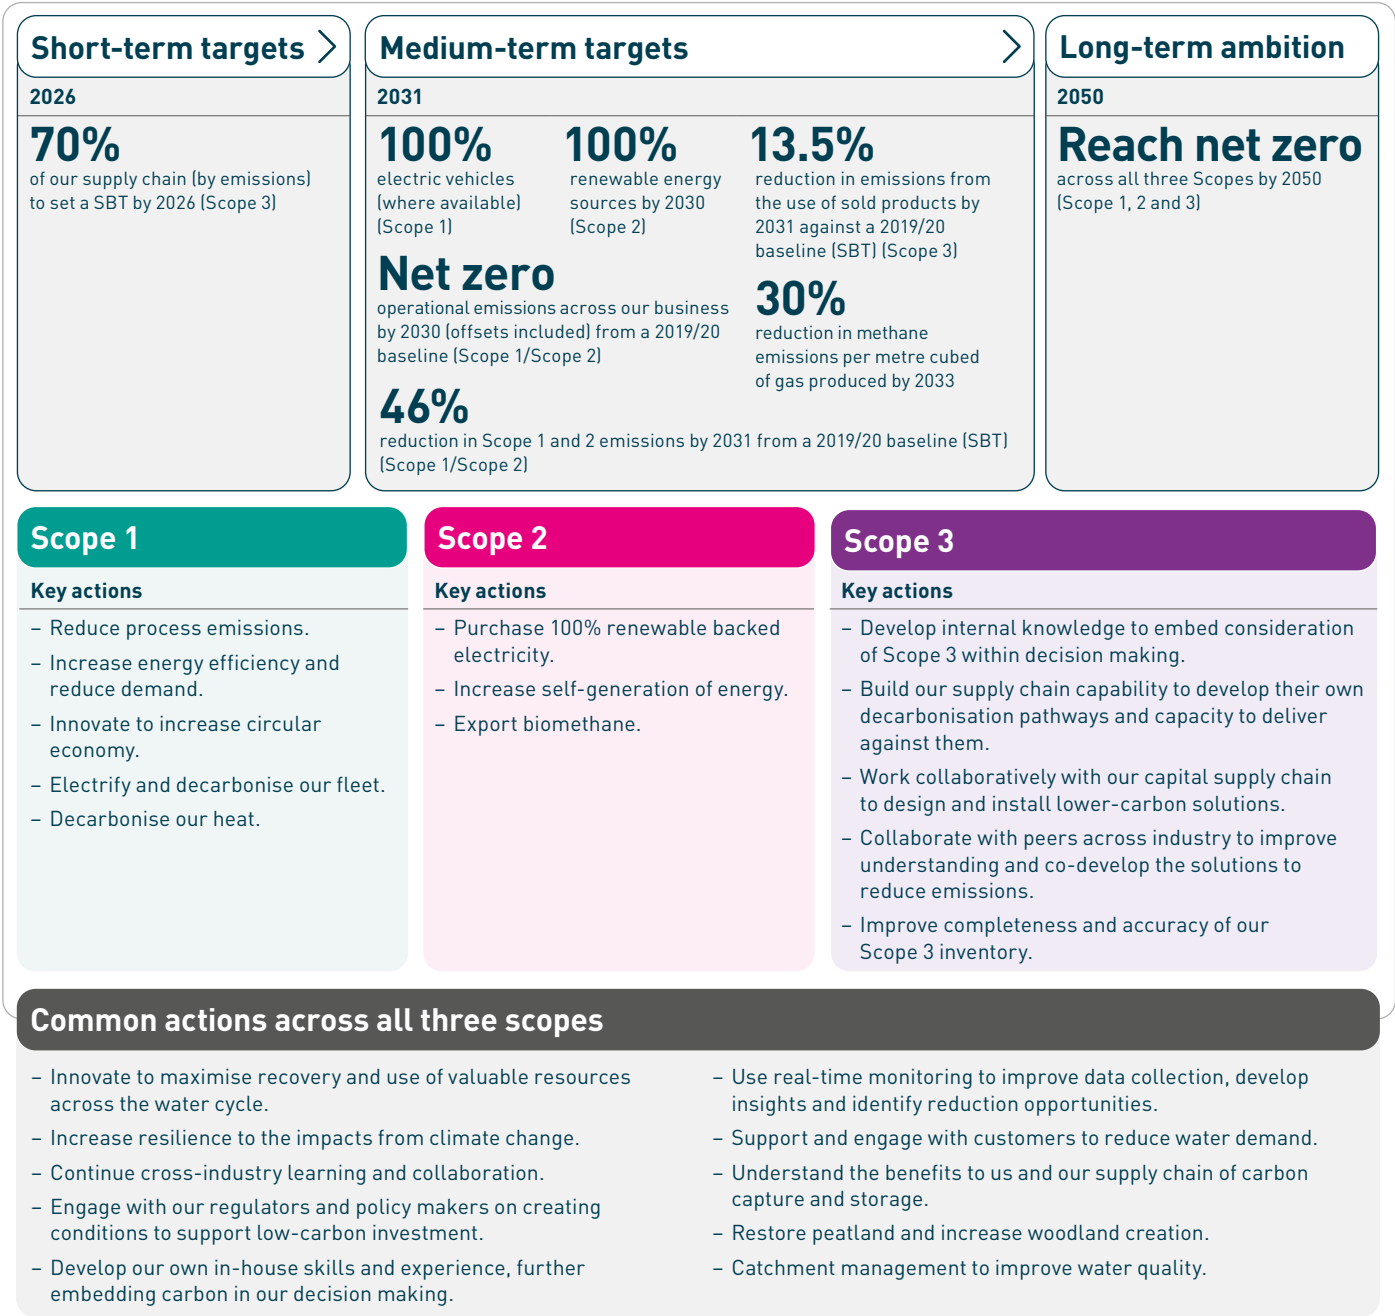 Short-term targets
2026
70%
of our supply chain (by emissions)
to set a SBT by 2026 (Scope 3)
Medium-term targets
2031
100%
electric vehicles
(where available)
(Scope 1)
100%
renewable energy
sources by 2030
(Scope 2)
13.5%
reduction in emissions from
the use of sold products by
2031 against a 2019/20
baseline (SBT) (Scope 3)
Net zero
operational emissions across our business
by 2030 (offsets included) from a 2019/20
baseline (Scope 1/Scope 2)
30%
reduction in methane
emissions per metre cubed
of gas produced by 2033
46%
reduction in Scope 1 and 2 emissions by 2031 from a 2019/20 baseline (SBT)
(Scope 1/Scope 2)
Long-term ambition
2050
Reach net zero
across all three Scopes by 2050
(Scope 1, 2 and 3)
Scope 1
Key actions
– Reduce process emissions.
– Increase energy efficiency and
reduce demand.
– Innovate to increase circular
economy.
– Electrify and decarbonise our fleet.
– Decarbonise our heat.
Scope 2
Key actions
– Purchase 100% renewable backed
electricity.
– Increase self-generation of energy.
– Export biomethane.
Scope 3
Key actions
– Develop internal knowledge to embed consideration
of Scope 3 within decision making.
– Build our supply chain capability to develop their own
decarbonisation pathways and capacity to deliver
against them.
– Work collaboratively with our capital supply chain
to design and install lower-carbon solutions.
– Collaborate with peers across industry to improve
understanding and co-develop the solutions to
reduce emissions.
– Improve completeness and accuracy of our
Scope 3 inventory.
Common actions across all three scopes
– Innovate to maximise recovery and use of valuable resources
across the water cycle.
– Increase resilience to the impacts from climate change.
– Continue cross-industry learning and collaboration.
– Engage with our regulators and policy makers on creating
conditions to support low-carbon investment.
– Develop our own in-house skills and experience, further
embedding carbon in our decision making.
– Use real-time monitoring to improve data collection, develop
insights and identify reduction opportunities.
– Support and engage with customers to reduce water demand.
– Understand the benefits to us and our supply chain of carbon
capture and storage.
– Restore peatland and increase woodland creation.
– Catchment management to improve water quality.